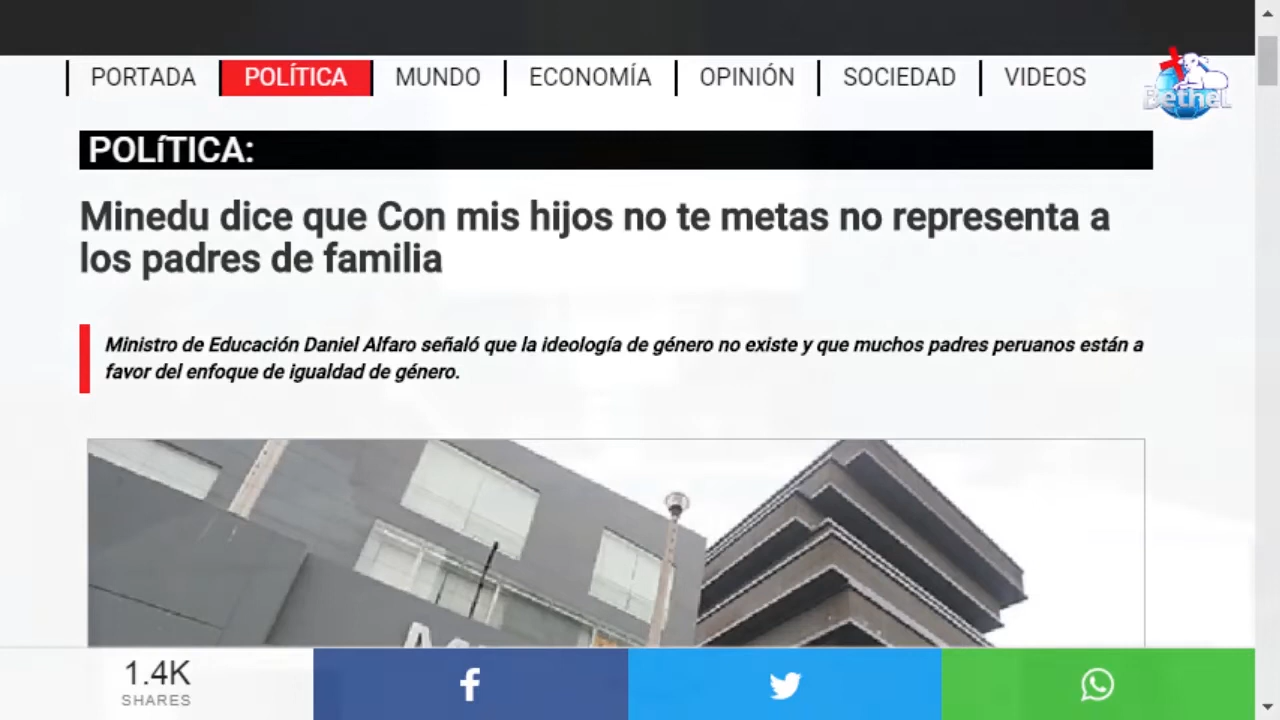 PORTADA
POLÍTICA
MUNDO
ECONOMÍA
OPINIÓN
SOCIEDAD
VIDEOS
Bethel
POLíTICA:
Minedu dice que Con mis hijos no te metas no representa a
los padres de familia
Ministro de Educación Daniel Alfaro señaló que la ideología de género no existe y que muchos padres peruanos están a
favor del enfoque de igualdad de género.
1.4K
SHARES